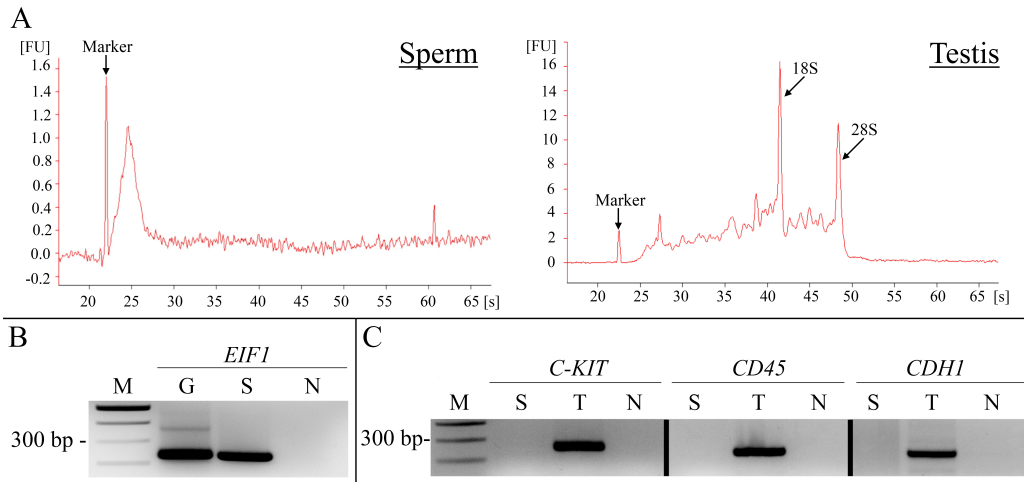 A
[FU]
Marker
Sperm
1.6
1.4
1.2
1.0
0.8
0.6
0.4
0.2
0.0
-0.2
20 25 30 35 40 45 50 55 60 65 [s]
[FU]
Testis
16
14
12
10
8
6
4
2
0
18S
28S
Marker
20 25 30 35 40 45 50 55 60 65 [s]
B
EIF1
M G S N
300 bp -
C
C-KIT CD45 CDH1
M S T N S T N S T N
300 bp-